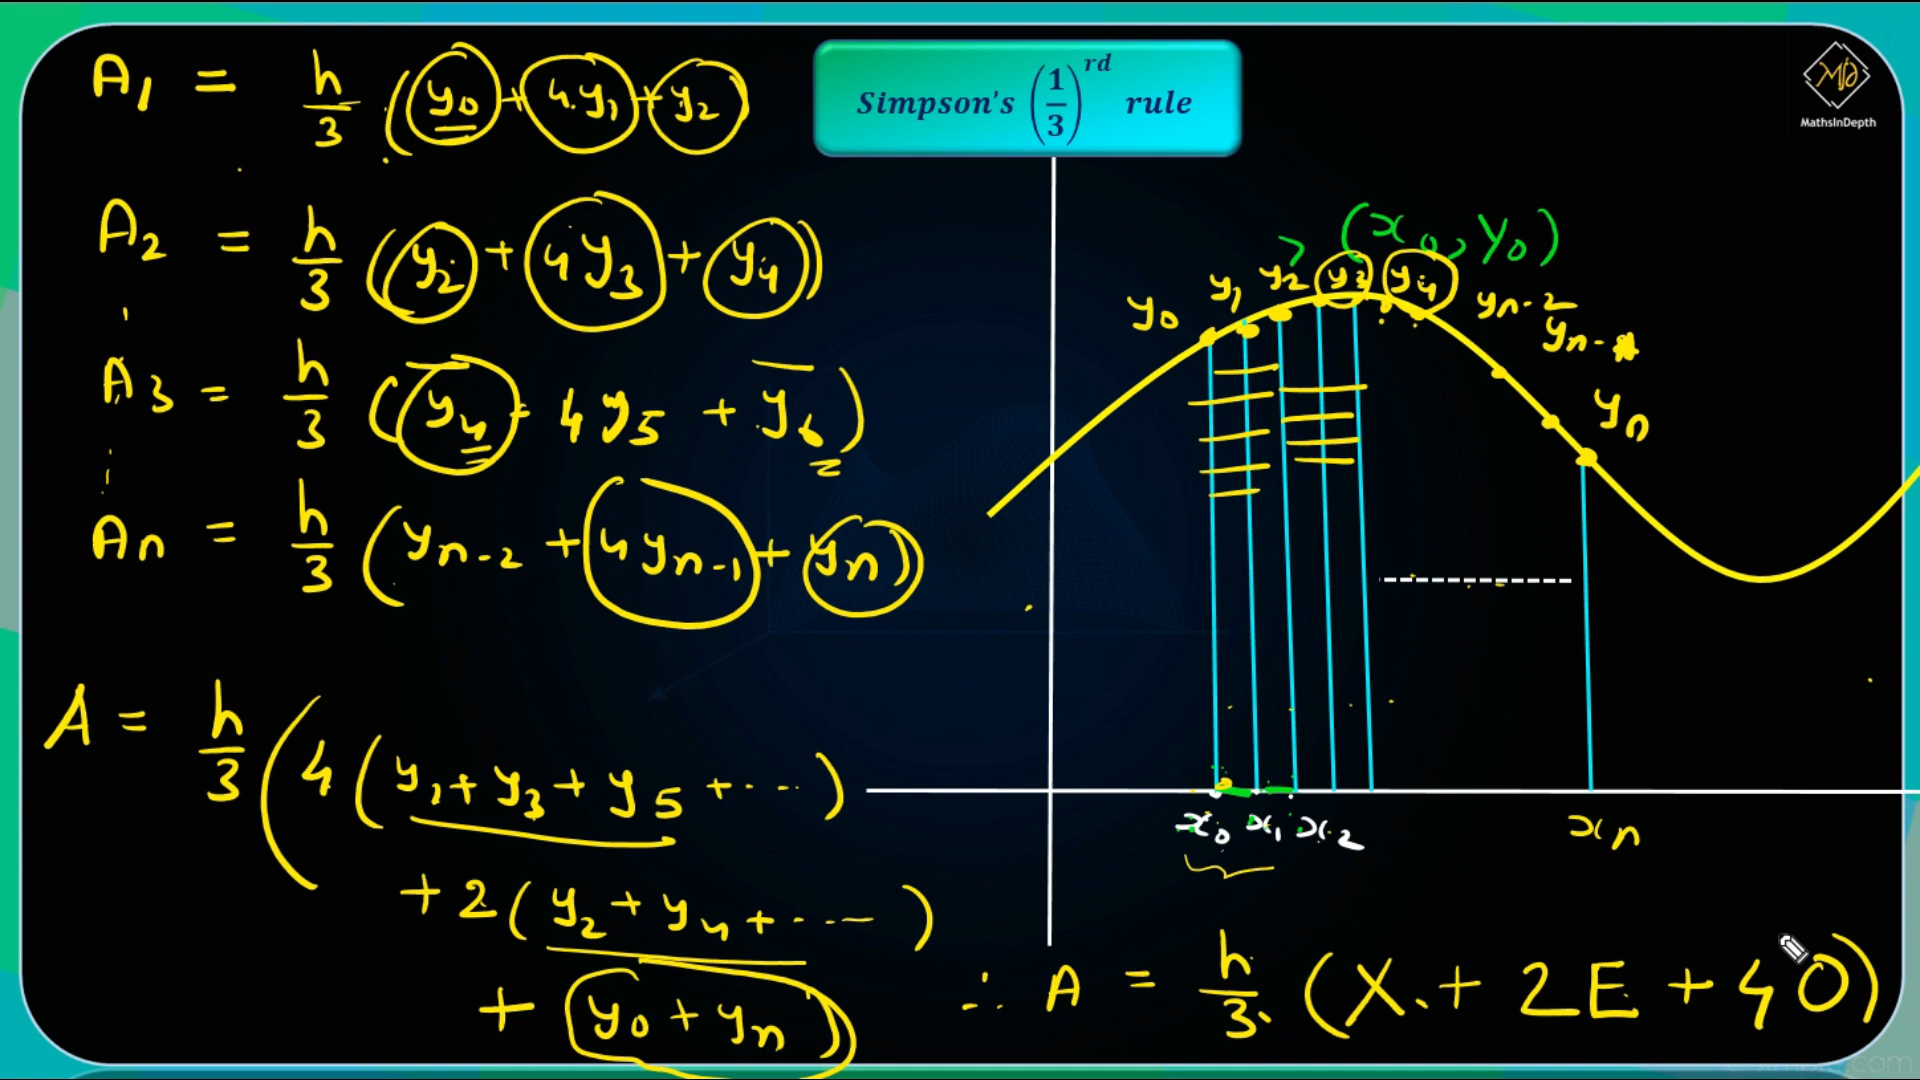 Simpson's (1/3)^rd rule
MathsInDepth
A₁ = h/3 (y₀ + 4y₁ + y₂)
A₂ = h/3 (y₂ + 4y₃ + y₄)
A₃ = h/3 (y₄ + 4y₅ + y₆)
Aₙ = h/3 (yₙ₋₂ + 4yₙ₋₁ + yₙ)
A = h/3 (4(y₁ + y₃ + y₅ + ....)
+ 2(y₂ + y₄ + ....)
+ (y₀ + yₙ))
(x₀, y₀)
y₀ y₁ y₂ y₃ y₄ yₙ₋₂
yₙ
x₀ x₁ x₂ xₙ
∴ A = h/3 (X + 2E + 4O)